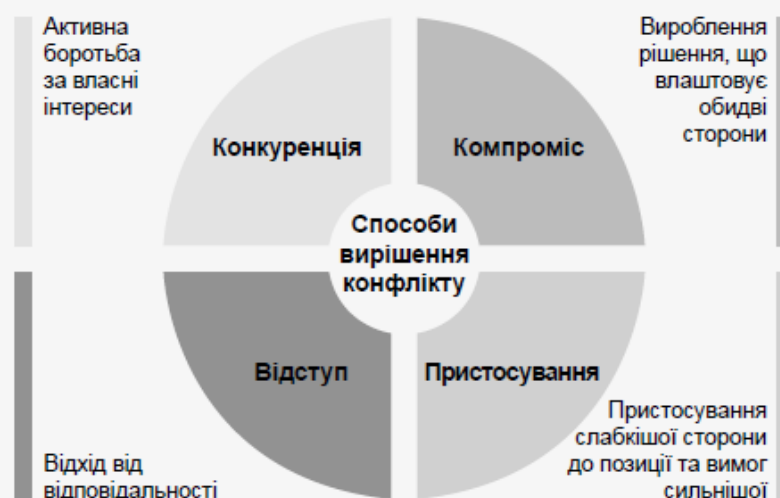 Активна
боротьба
за власні
інтереси
Вироблення
рішення, що
влаштовує
обидві
сторони
Конкуренція
Компроміс
Способи
вирішення
конфлікту
Відступ
Пристосування
Відхід від
відповідальності
Пристосування
слабкішої сторони
до позиції та вимог
сильнішої